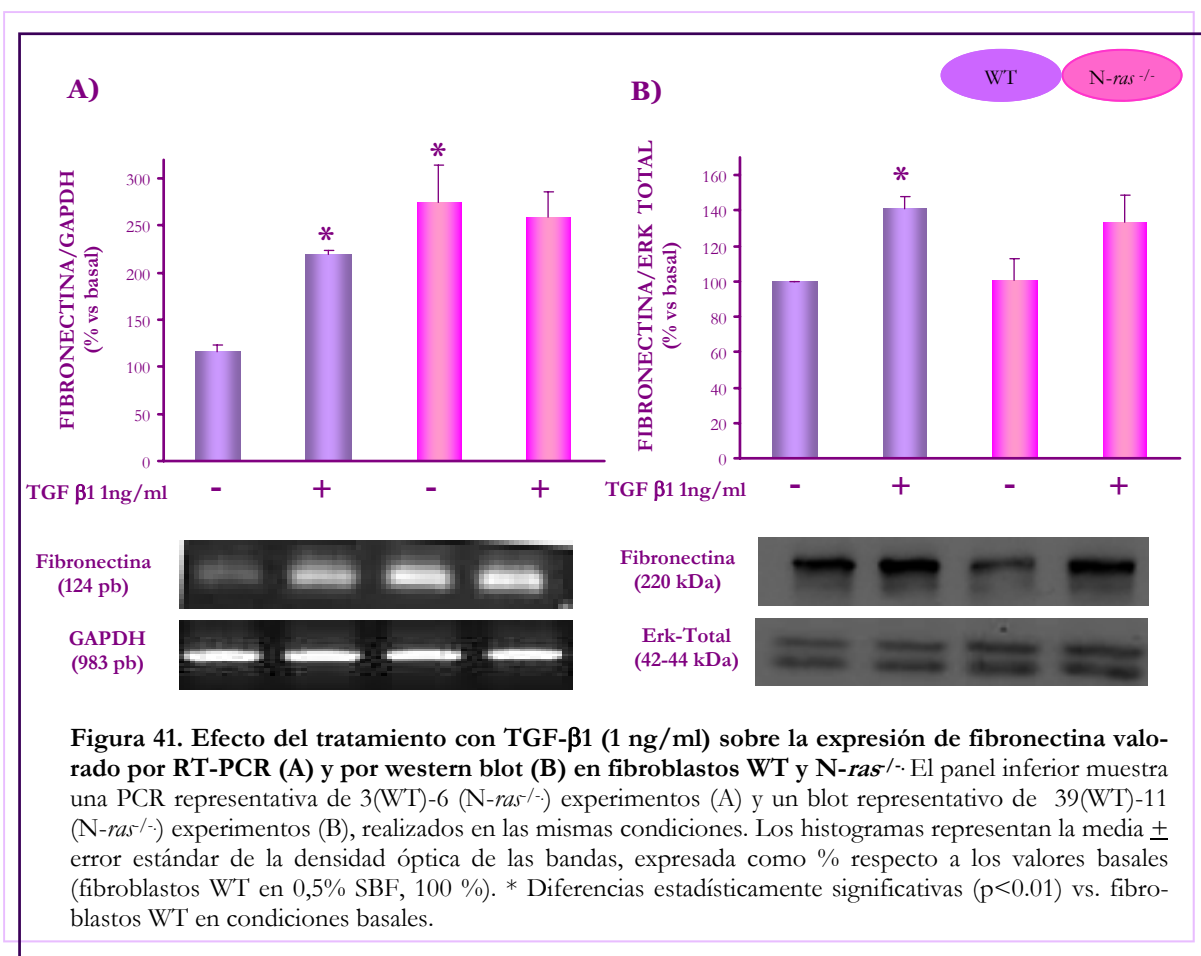 WT
N-ras -/-
A)
B)
FIBRONECTINA/GAPDH
(% vs basal)
300
250
200
150
100
50
0
*
*
TGF β1 1ng/ml - + - +
FIBRONECTINA/ERK TOTAL
(% vs basal)
160
140
120
100
80
60
40
20
0
*
TGF β1 1ng/ml - + - +
Fibronectina
(124 pb)
GAPDH
(983 pb)
Fibronectina
(220 kDa)
Erk-Total
(42-44 kDa)
Figura 41. Efecto del tratamiento con TGF-β1 (1 ng/ml) sobre la expresión de fibronectina valo-
rado por RT-PCR (A) y por western blot (B) en fibroblastos WT y N-ras-/-. El panel inferior muestra
una PCR representativa de 3(WT)-6 (N-ras-/-.) experimentos (A) y un blot representativo de 39(WT)-11
(N-ras-/-.) experimentos (B), realizados en las mismas condiciones. Los histogramas representan la media ±
error estándar de la densidad óptica de las bandas, expresada como % respecto a los valores basales
(fibroblastos WT en 0,5% SBF, 100 %). * Diferencias estadísticamente significativas (p<0.01) vs. fibro-
blastos WT en condiciones basales.